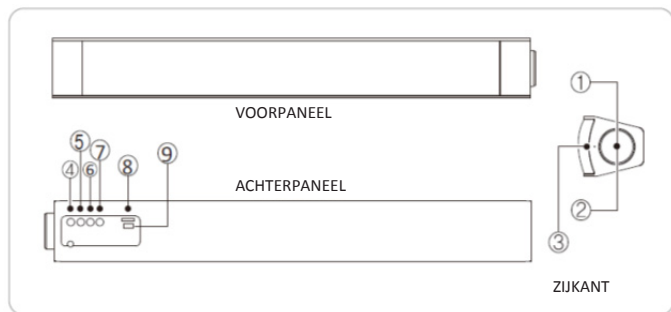 VOORPANEEL
①
⑤ ⑦
④ ⑥ ⑧ ⑨
ACHTERPANEEL
②
③
ZIJKANT